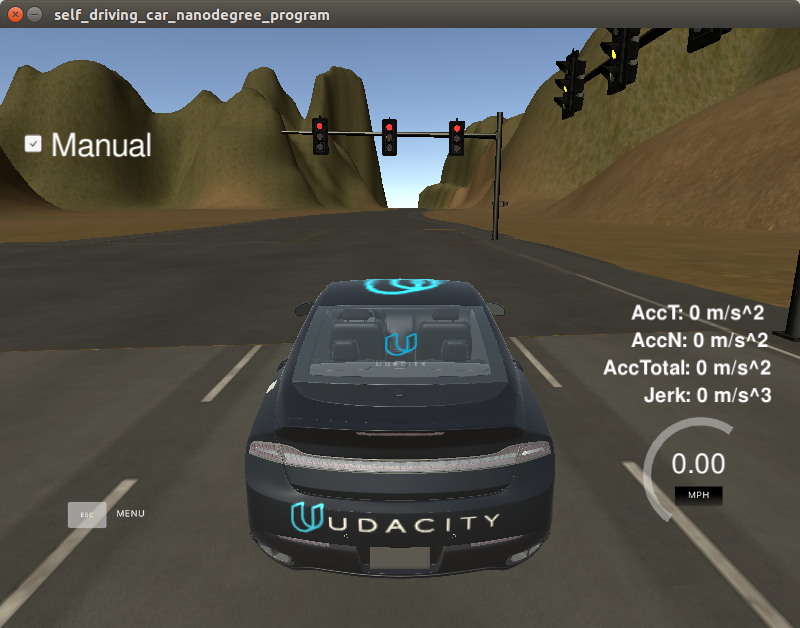 self_driving_car_nanodegree_program
Manual
AccT: 0 m/s^2
AccN: 0 m/s^2
AccTotal: 0 m/s^2
Jerk: 0 m/s^3
UDACITY
0.00
MPH
ESC
MENU
UDACITY